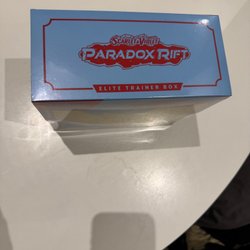 Scarlet & Violet
Paradox Rift
ELITE TRAINER BOX